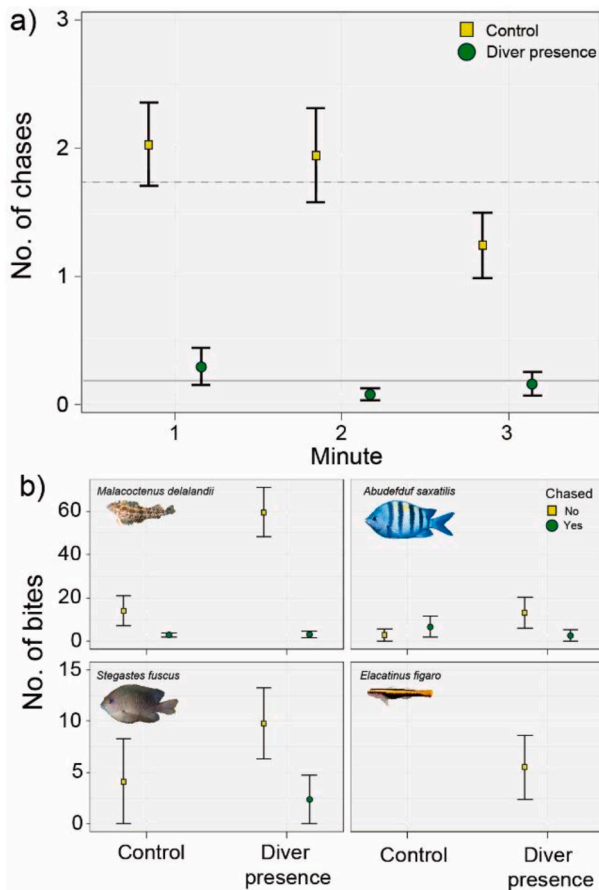 a)
3
2
1
0
No. of chases
Control
Diver presence
1 2 3
Minute
b)
No. of bites
Malacoctenus delalandii
Abudefduf saxatilis
Chased
No
Yes
60
40
20
0
Stegastes fuscus
Elacatinus figaro
15
10
5
0
Control Diver presence Control Diver presence